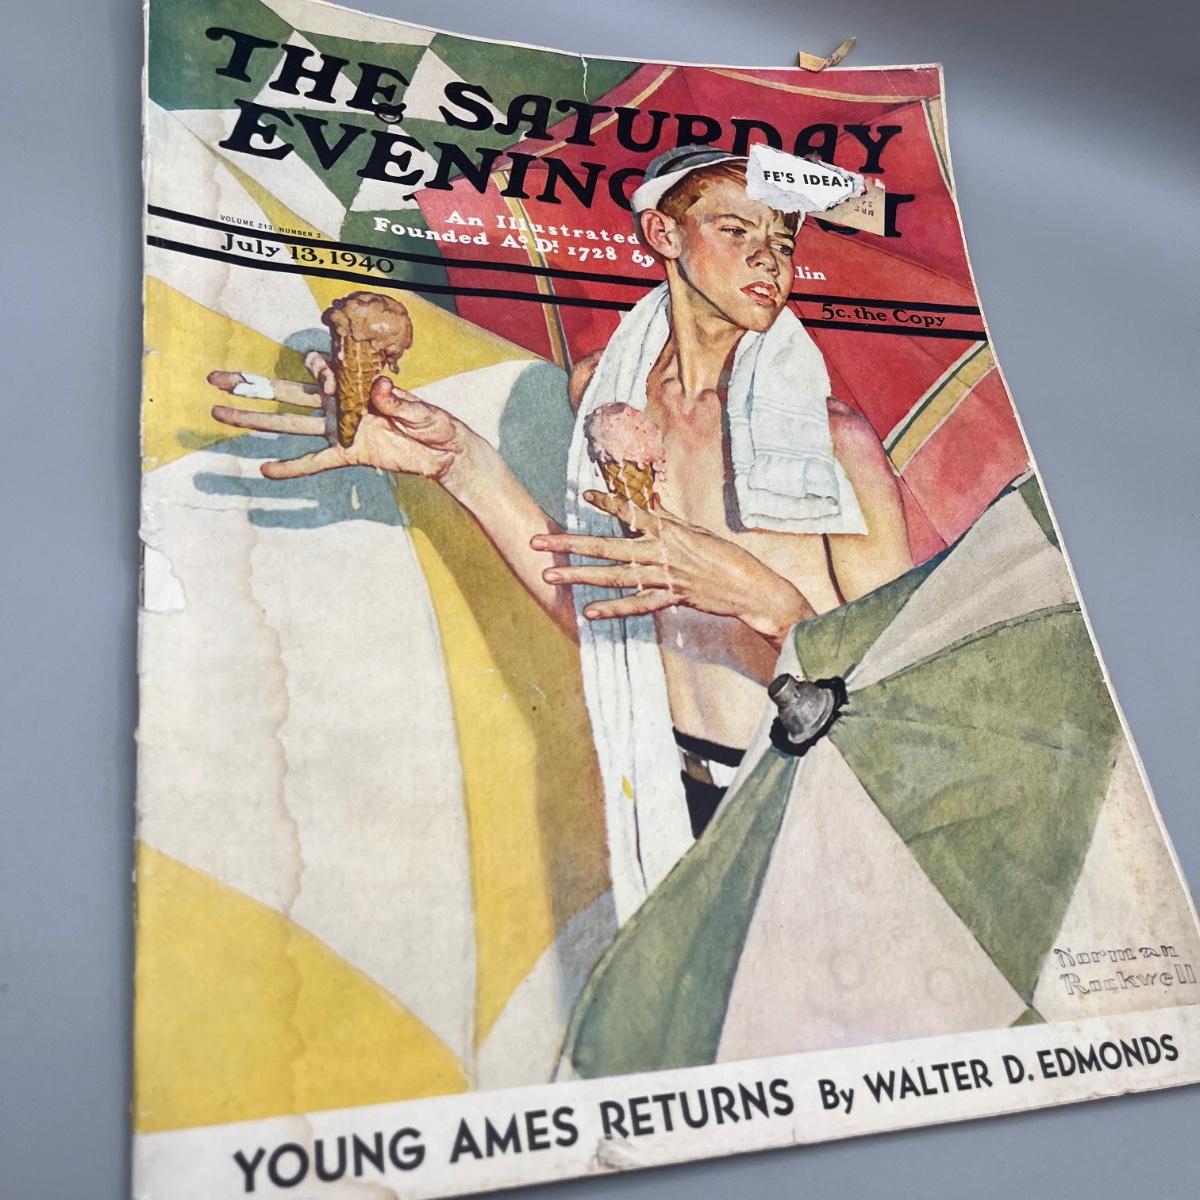 THE SATURDAY
EVENING
FE'S IDEA!
An Illustrated
Founded A.o D.i 1728 by lin
VOLUME 213, NUMBER 2
July 13, 1940
5c. the Copy
Norman
Rockwell
YOUNG AMES RETURNS By WALTER D. EDMONDS